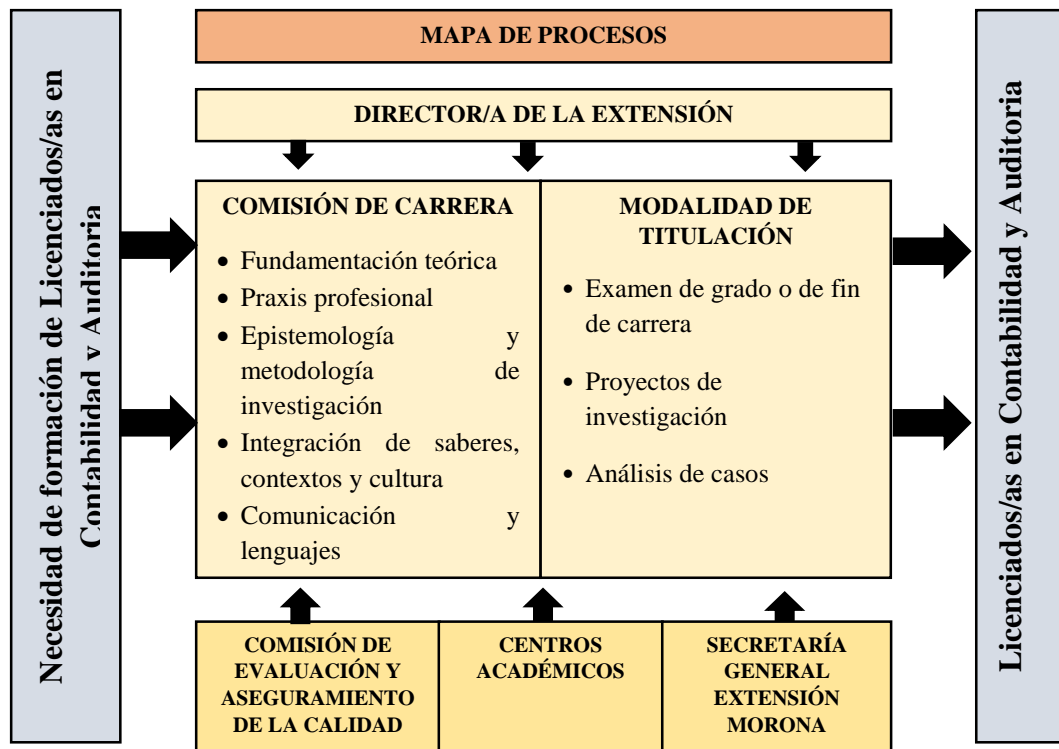 Necesidad de formación de Licenciados/as en
Contabilidad y Auditoria
MAPA DE PROCESOS
DIRECTOR/A DE LA EXTENSIÓN
COMISIÓN DE CARRERA
• Fundamentación teórica
• Praxis profesional
• Epistemología y
metodología de
investigación
• Integración de saberes,
contextos y cultura
• Comunicación y
lenguajes
MODALIDAD DE
TITULACIÓN
• Examen de grado o de fin
de carrera
• Proyectos de
investigación
• Análisis de casos
COMISIÓN DE
EVALUACIÓN Y
ASEGURAMIENTO
DE LA CALIDAD
CENTROS
ACADÉMICOS
SECRETARÍA
GENERAL
EXTENSIÓN
MORONA
Licenciados/as en Contabilidad y Auditoria